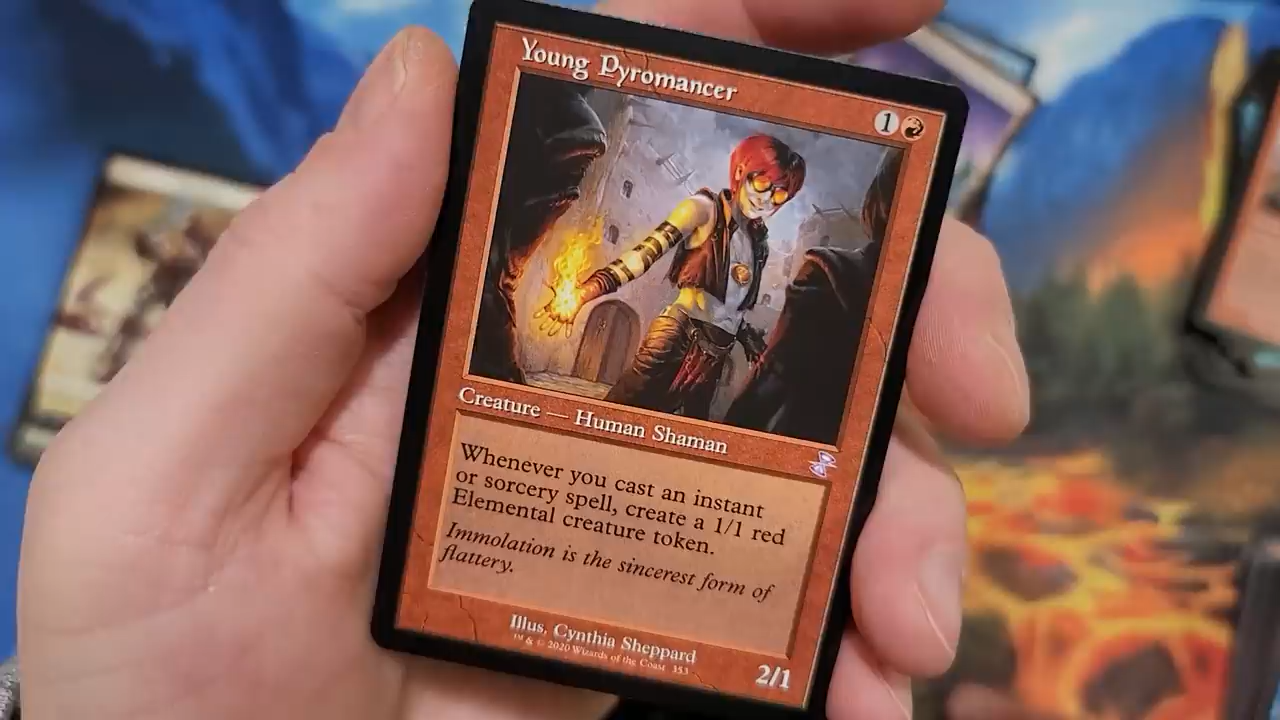 Young Pyromancer
1
Creature — Human Shaman
Whenever you cast an instant
or sorcery spell, create a 1/1 red
Elemental creature token.
Immolation is the sincerest form of
flattery.
Illus. Cynthia Sheppard
™ & © 2020 Wizards of the Coast 353
2/1